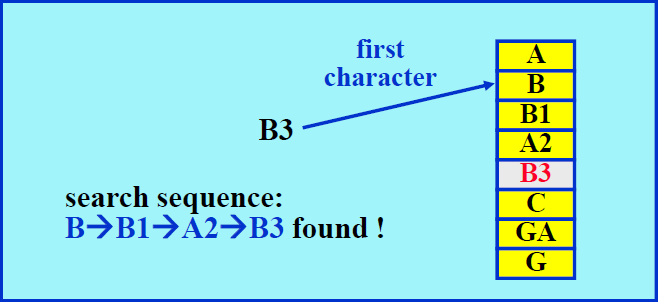 first
character
B3
search sequence:
B→B1→A2→B3 found !
A
B
B1
A2
B3
C
GA
G